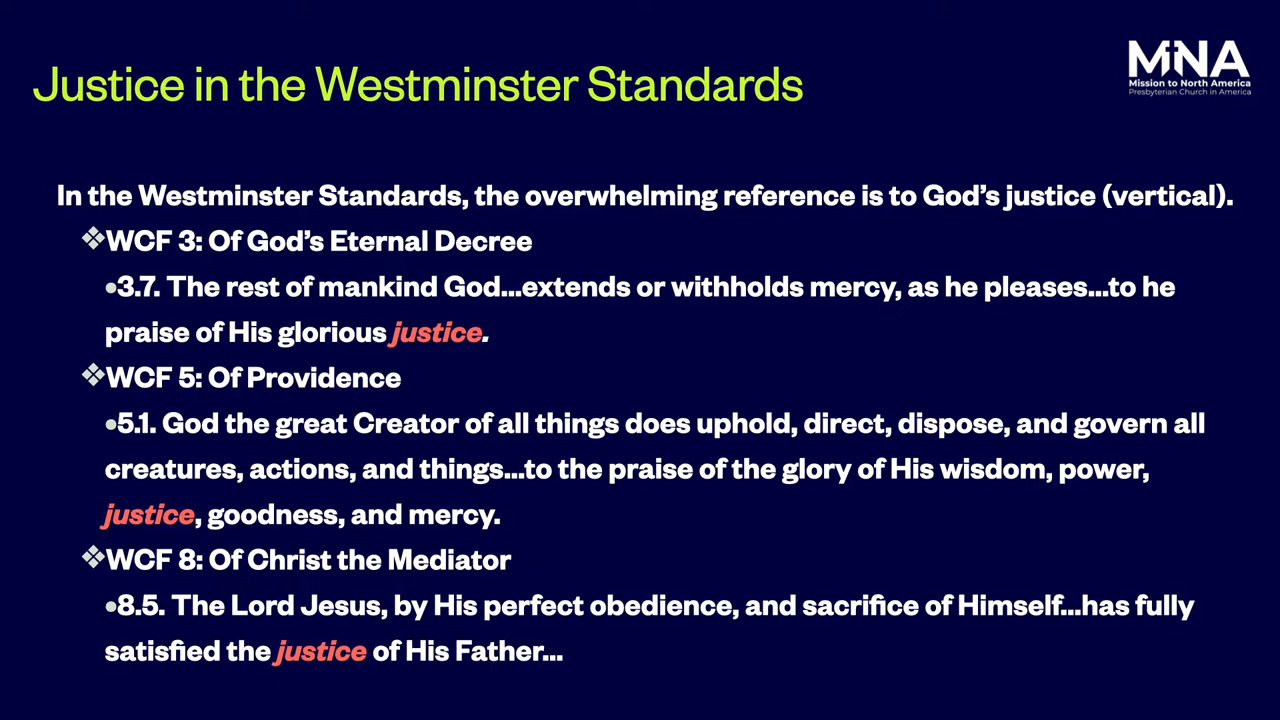 Justice in the Westminster Standards
MNA
Mission to North America
Presbyterian Church in America
In the Westminster Standards, the overwhelming reference is to God's justice (vertical).
❖WCF 3: Of God's Eternal Decree
•3.7. The rest of mankind God...extends or withholds mercy, as he pleases...to he
praise of His glorious justice.
❖WCF 5: Of Providence
•5.1. God the great Creator of all things does uphold, direct, dispose, and govern all
creatures, actions, and things...to the praise of the glory of His wisdom, power,
justice, goodness, and mercy.
❖WCF 8: Of Christ the Mediator
•8.5. The Lord Jesus, by His perfect obedience, and sacrifice of Himself...has fully
satisfied the justice of His Father...